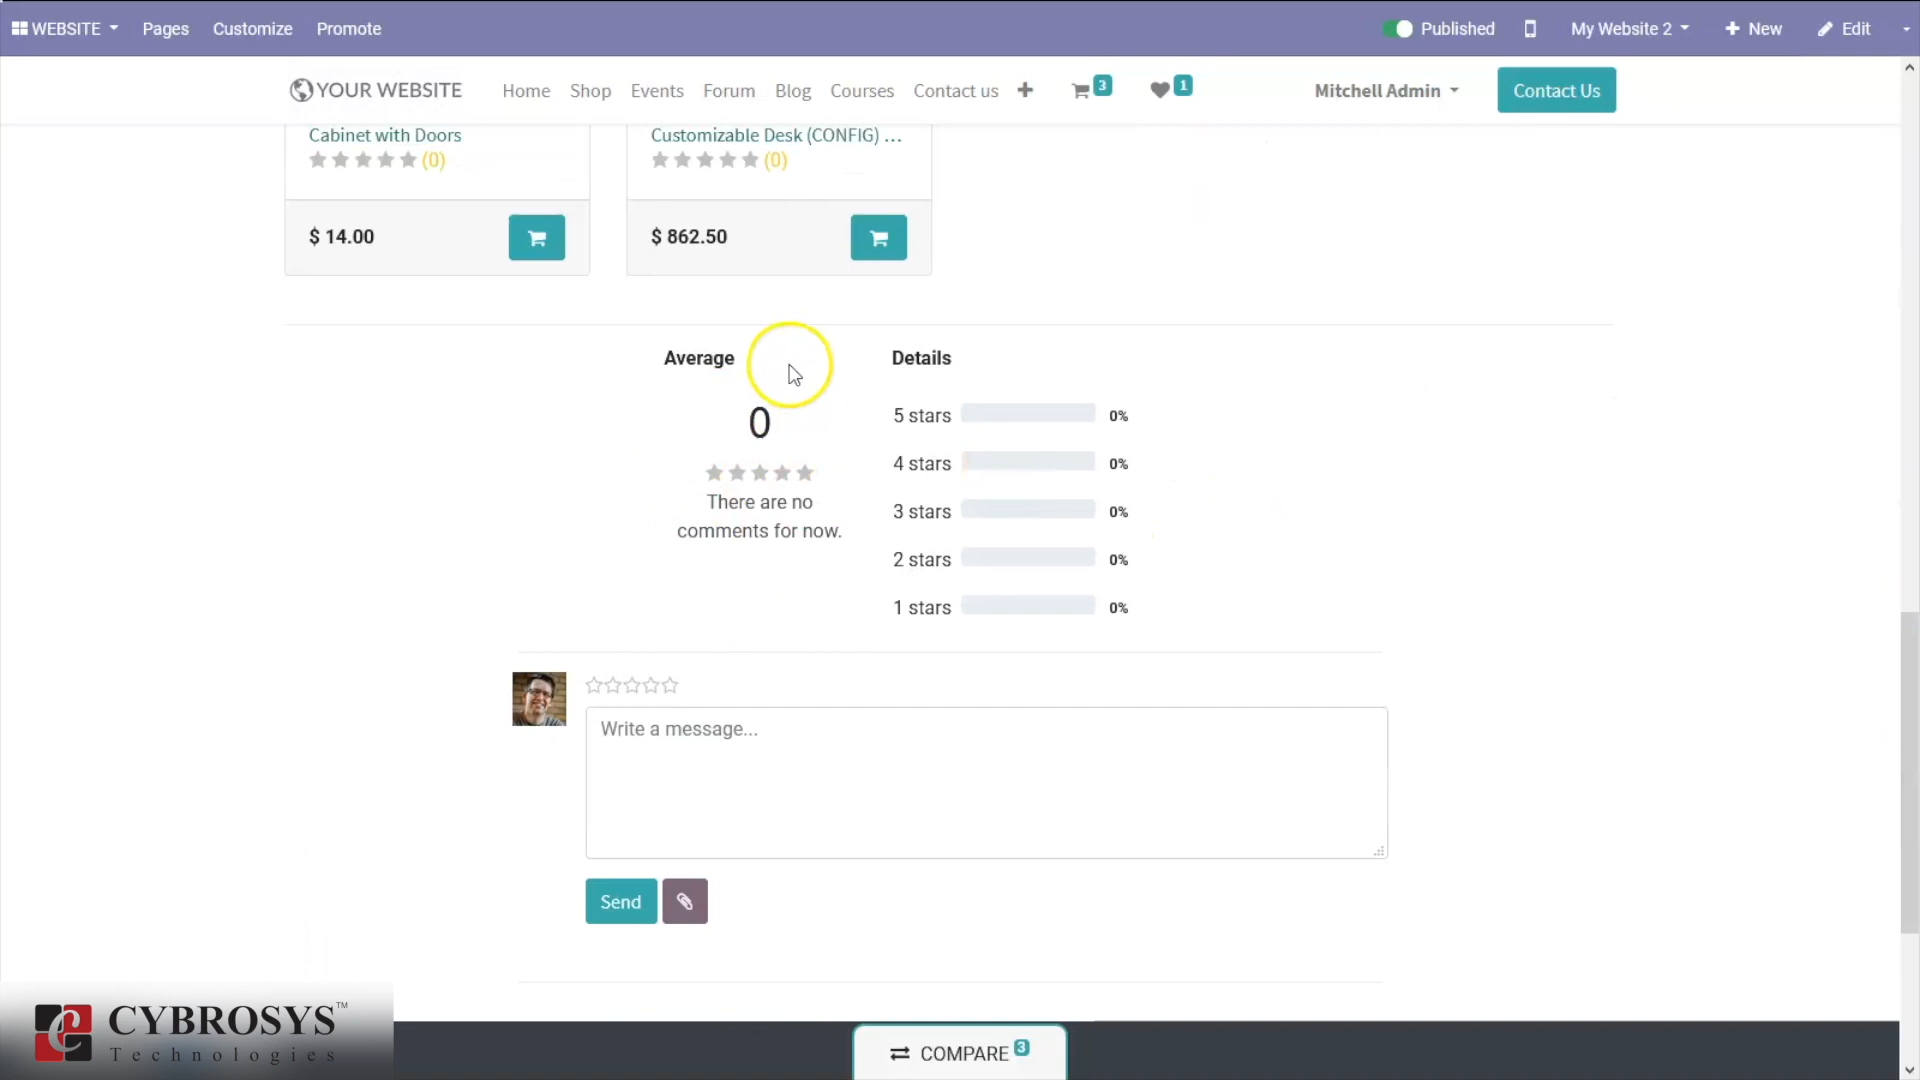 WEBSITE Pages Customize Promote Published My Website 2 New Edit
YOUR WEBSITE Home Shop Events Forum Blog Courses Contact us 3 1 Mitchell Admin Contact Us
Cabinet with Doors
(0)
$ 14.00
Customizable Desk (CONFIG) ...
(0)
$ 862.50
Average
0
There are no
comments for now.
Details
5 stars 0%
4 stars 0%
3 stars 0%
2 stars 0%
1 stars 0%
Write a message...
Send
COMPARE 3
CYBROSYS TM
Technologies